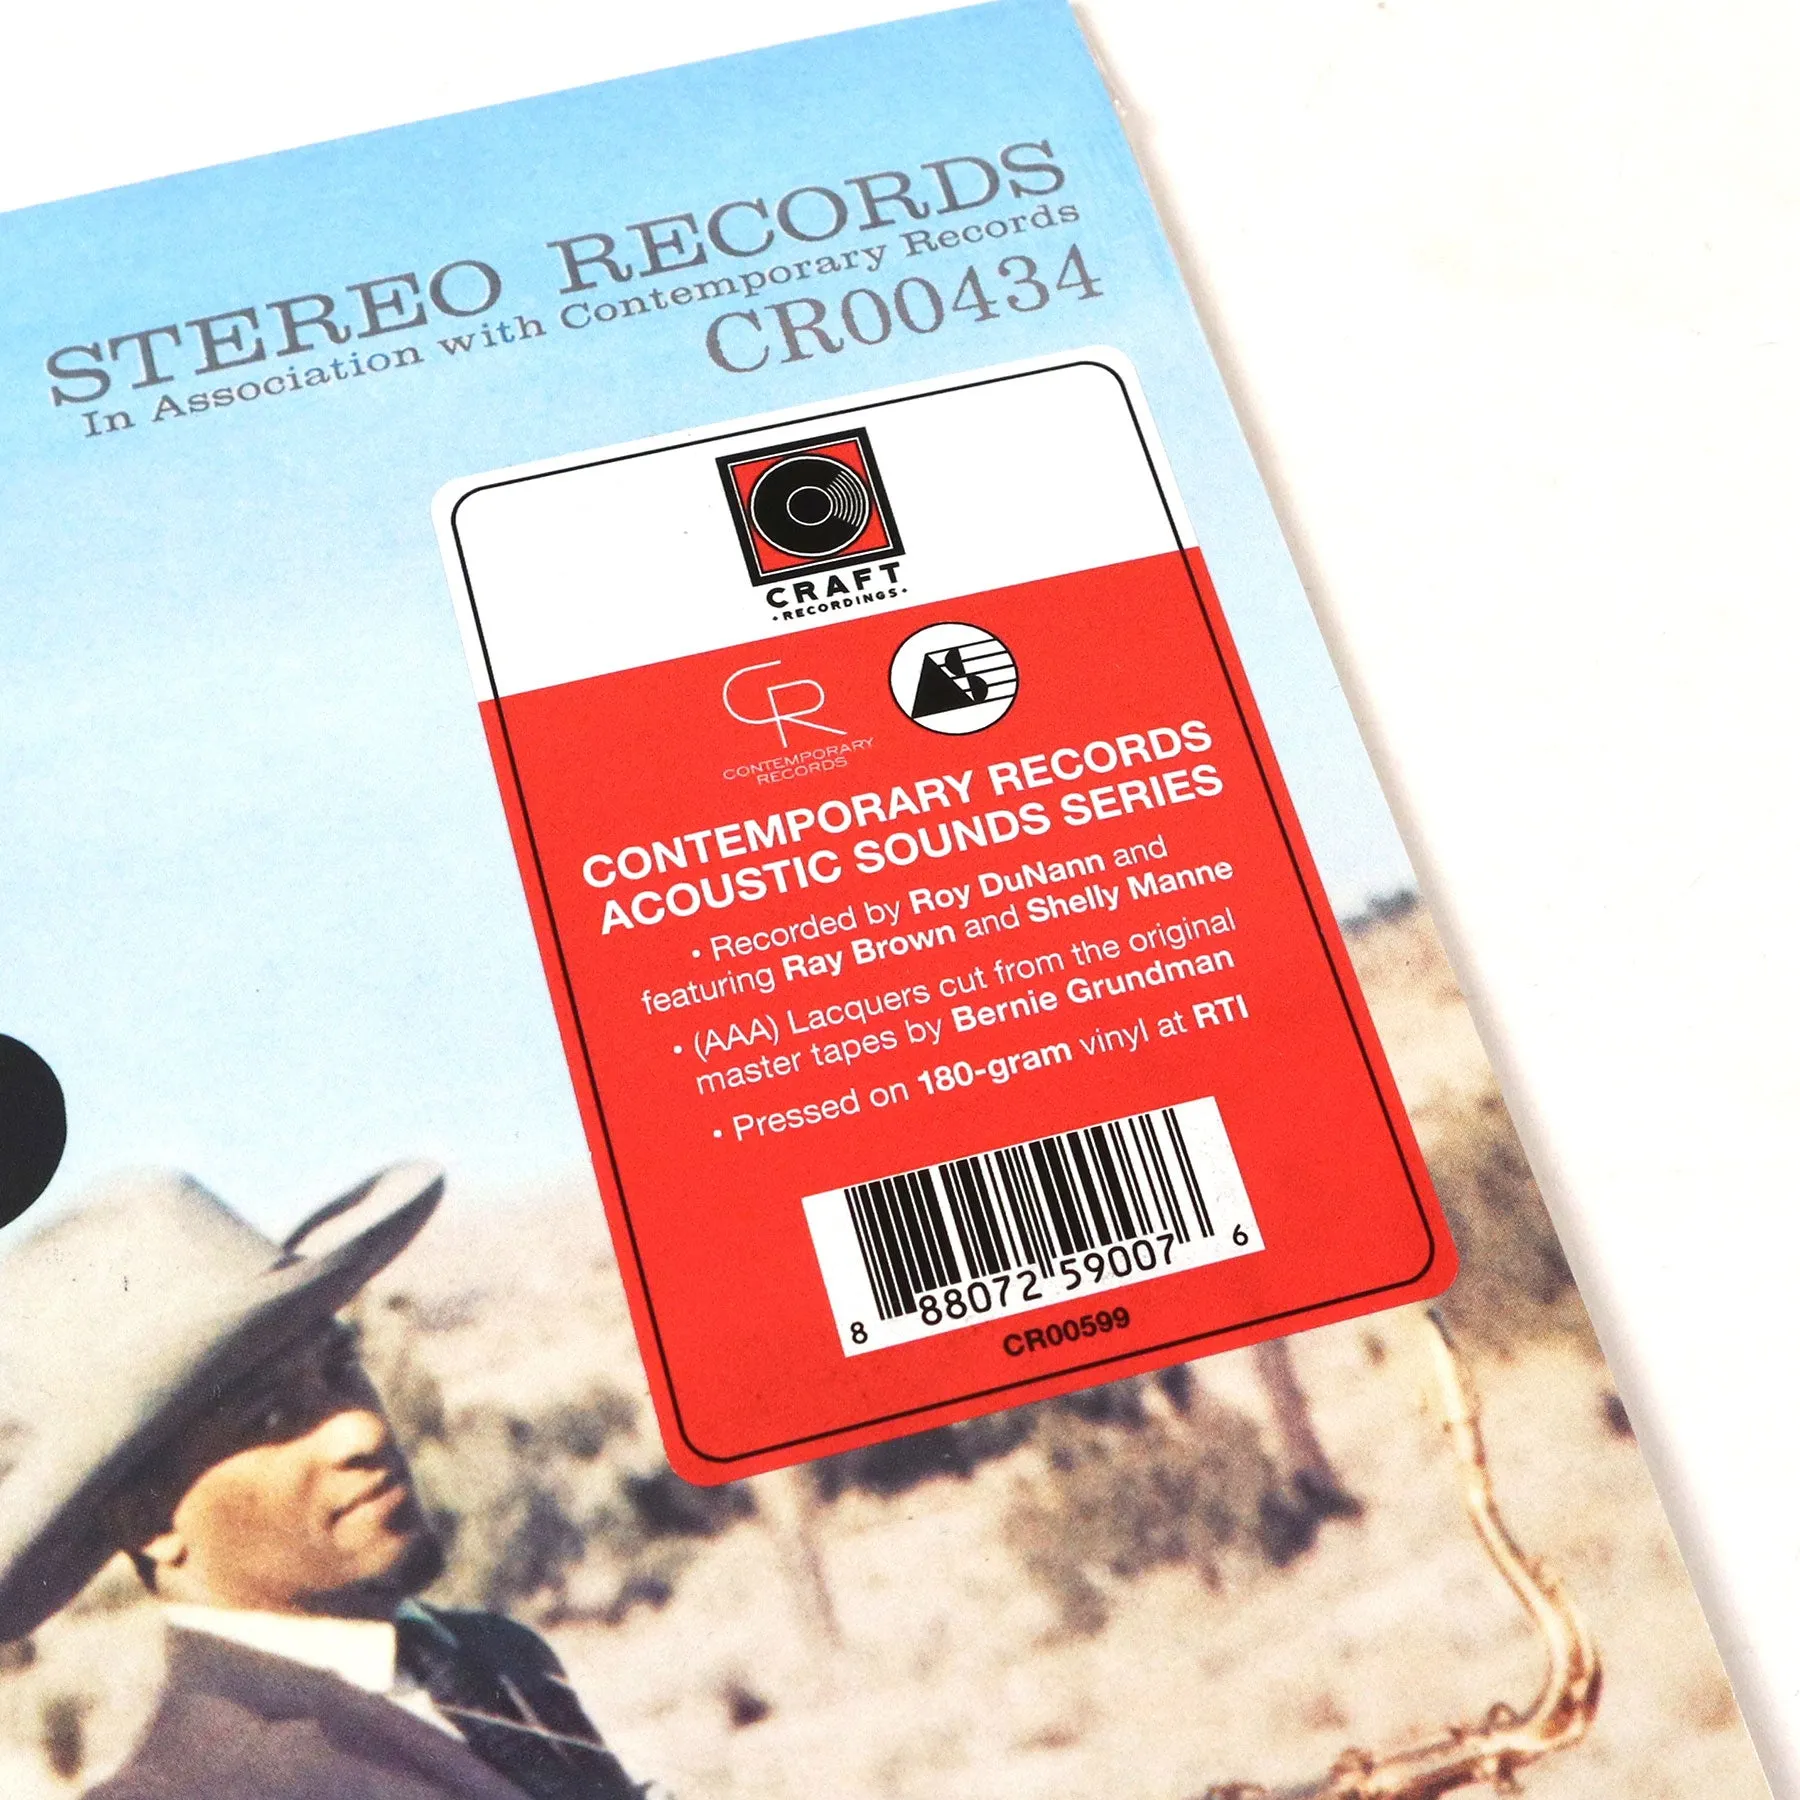 STEREO RECORDS
In Association with Contemporary Records
CR00434
CRAFT
• RECORDINGS •
CR
AS
CONTEMPORARY
RECORDS
CONTEMPORARY RECORDS
ACOUSTIC SOUNDS SERIES
• Recorded by Roy DuNann and
featuring Ray Brown and Shelly Manne
• (AAA) Lacquers cut from the original
master tapes by Bernie Grundman
• Pressed on 180-gram vinyl at RTI
8 88072 59007 6
CR00599